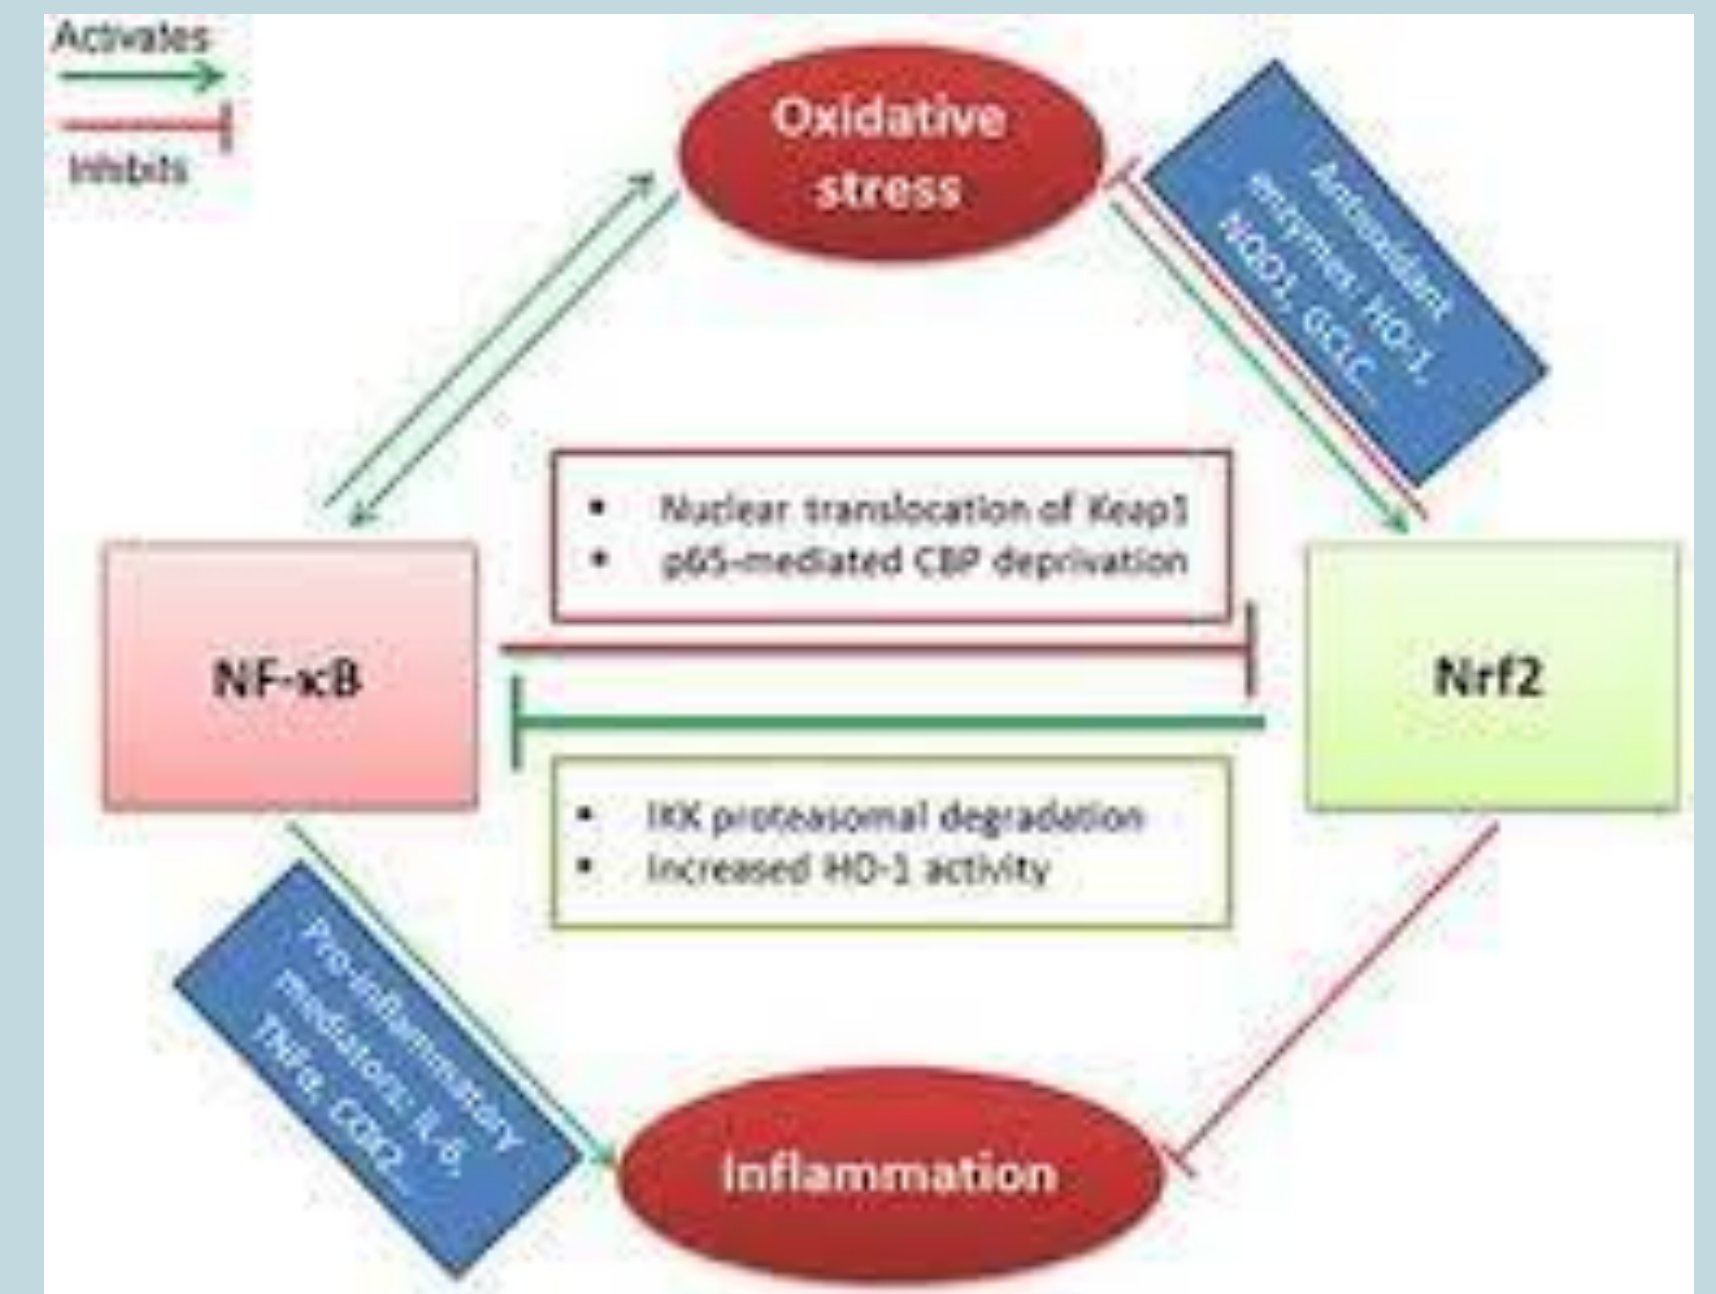 Activates
Inhibits
Oxidative
stress
Antioxidant
enzymes: HO-1,
NQO1, GCLC...
▪ Nuclear translocation of Keap1
▪ p65-mediated CBP deprivation
NF-κB
Nrf2
▪ IKK proteasomal degradation
▪ Increased HO-1 activity
Pro-inflammatory
mediators: IL-6,
TNFα, COX2...
Inflammation